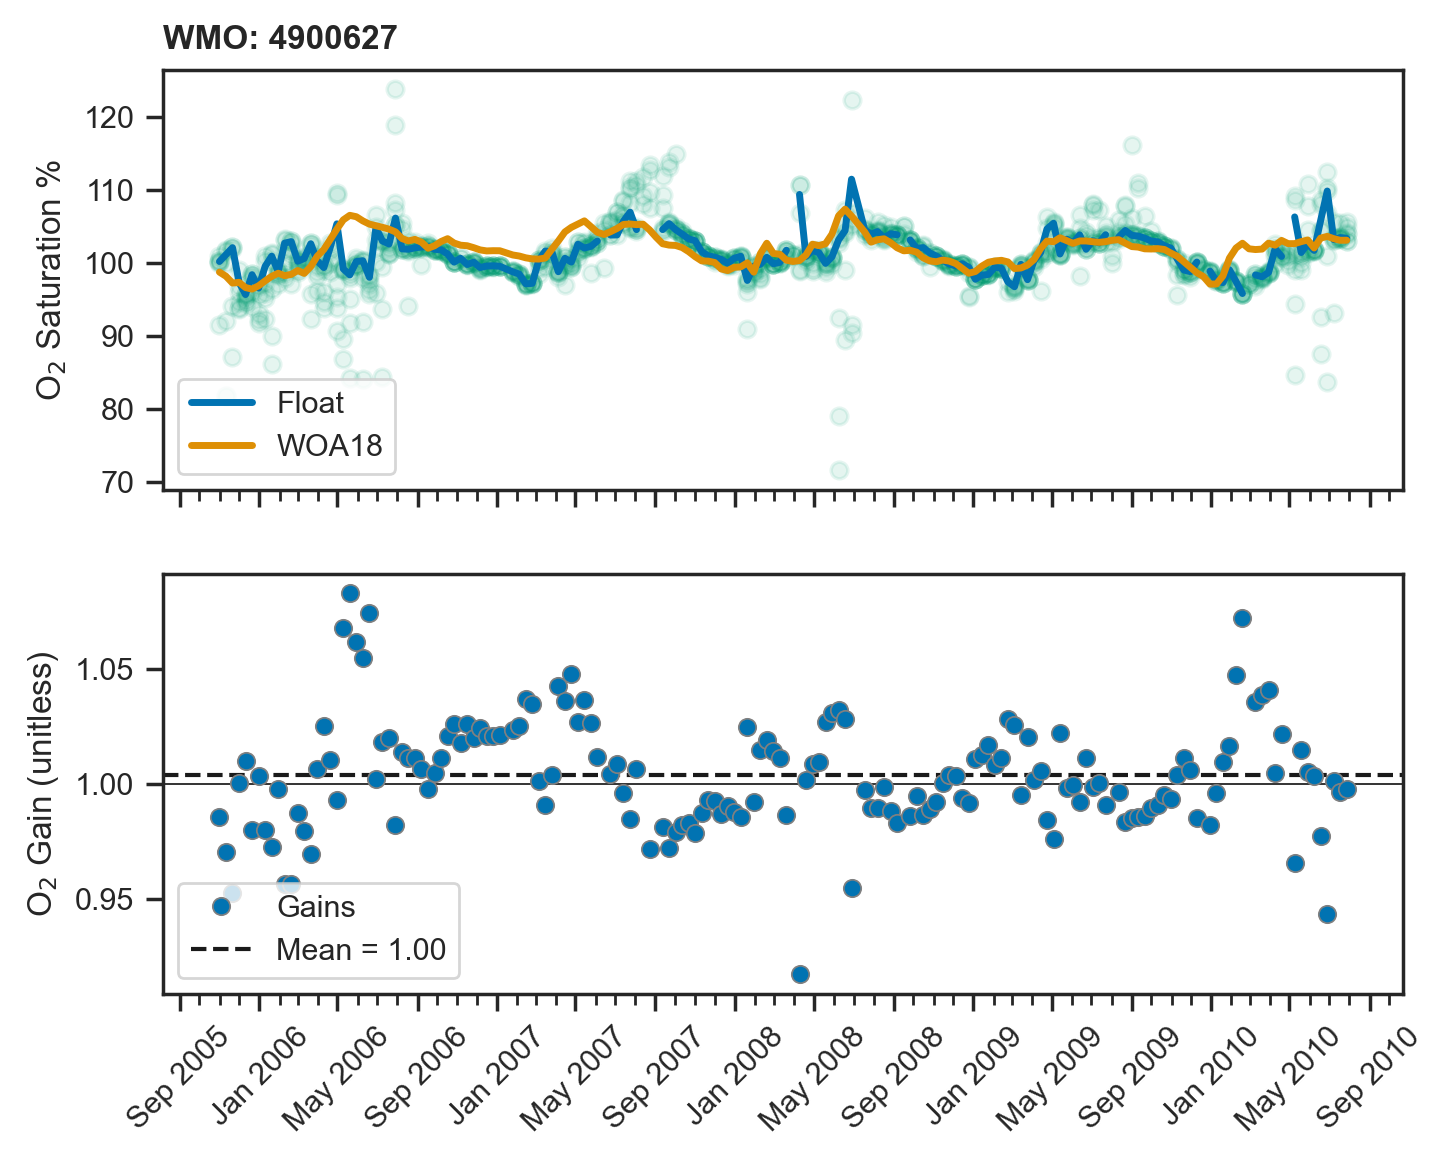 WMO: 4900627
O2 Saturation %
120
110
100
90
80
70
Float
WOA18
O2 Gain (unitless)
1.05
1.00
0.95
Gains
Mean = 1.00
Sep 2005
Jan 2006
May 2006
Sep 2006
Jan 2007
May 2007
Sep 2007
Jan 2008
May 2008
Sep 2008
Jan 2009
May 2009
Sep 2009
Jan 2010
May 2010
Sep 2010